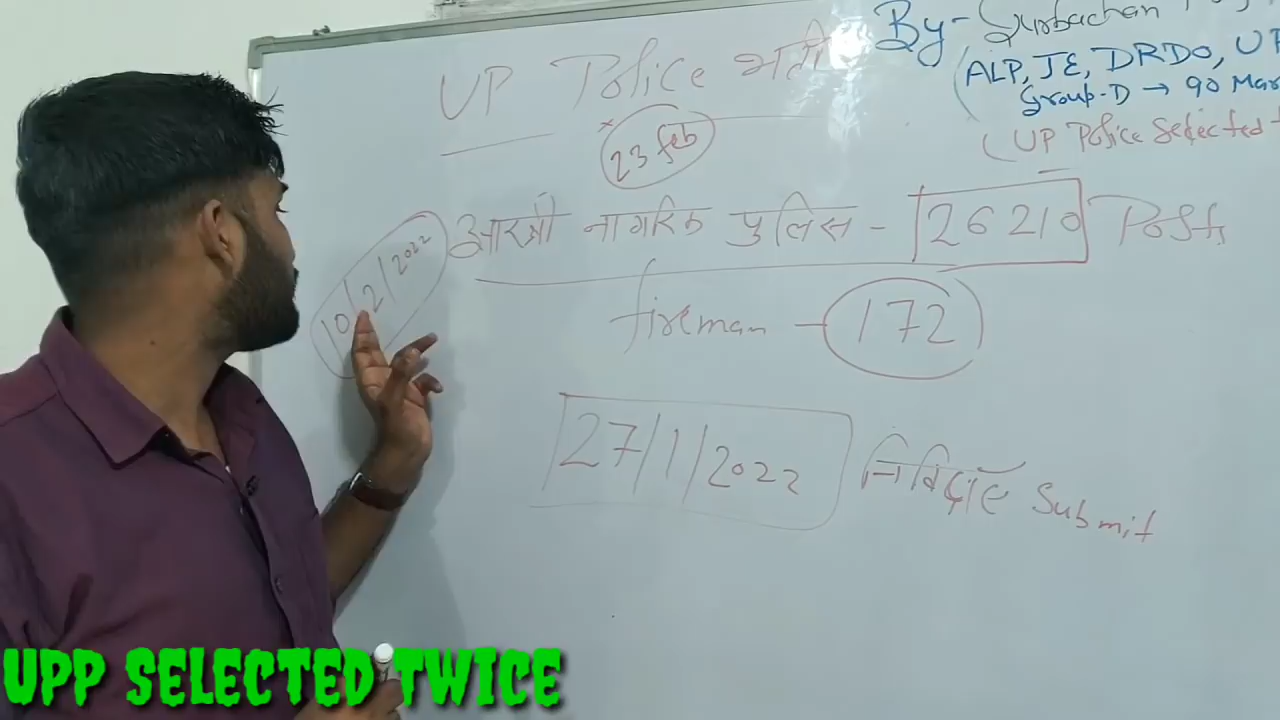 By- Gurbachan
(ALP, JE, DRDO, UP
Group-D → 90 Mar
(UP Police Selected
UP Police भर्ती
23 feb
आरक्षी नागरिक पुलिस - 26210 Posts
10/2/2022
fireman - 172
27/1/2022 निविदाएं Submit
UPP SELECTED TWICE